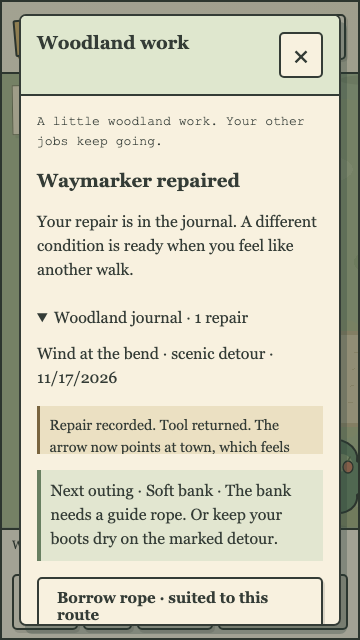 Woodland work
×
A little woodland work. Your other
jobs keep going.
Waymarker repaired
Your repair is in the journal. A different
condition is ready when you feel like
another walk.
▼ Woodland journal · 1 repair
Wind at the bend · scenic detour ·
11/17/2026
Repair recorded. Tool returned. The
arrow now points at town, which feels
Next outing · Soft bank · The bank
needs a guide rope. Or keep your
boots dry on the marked detour.
Borrow rope · suited to this
route